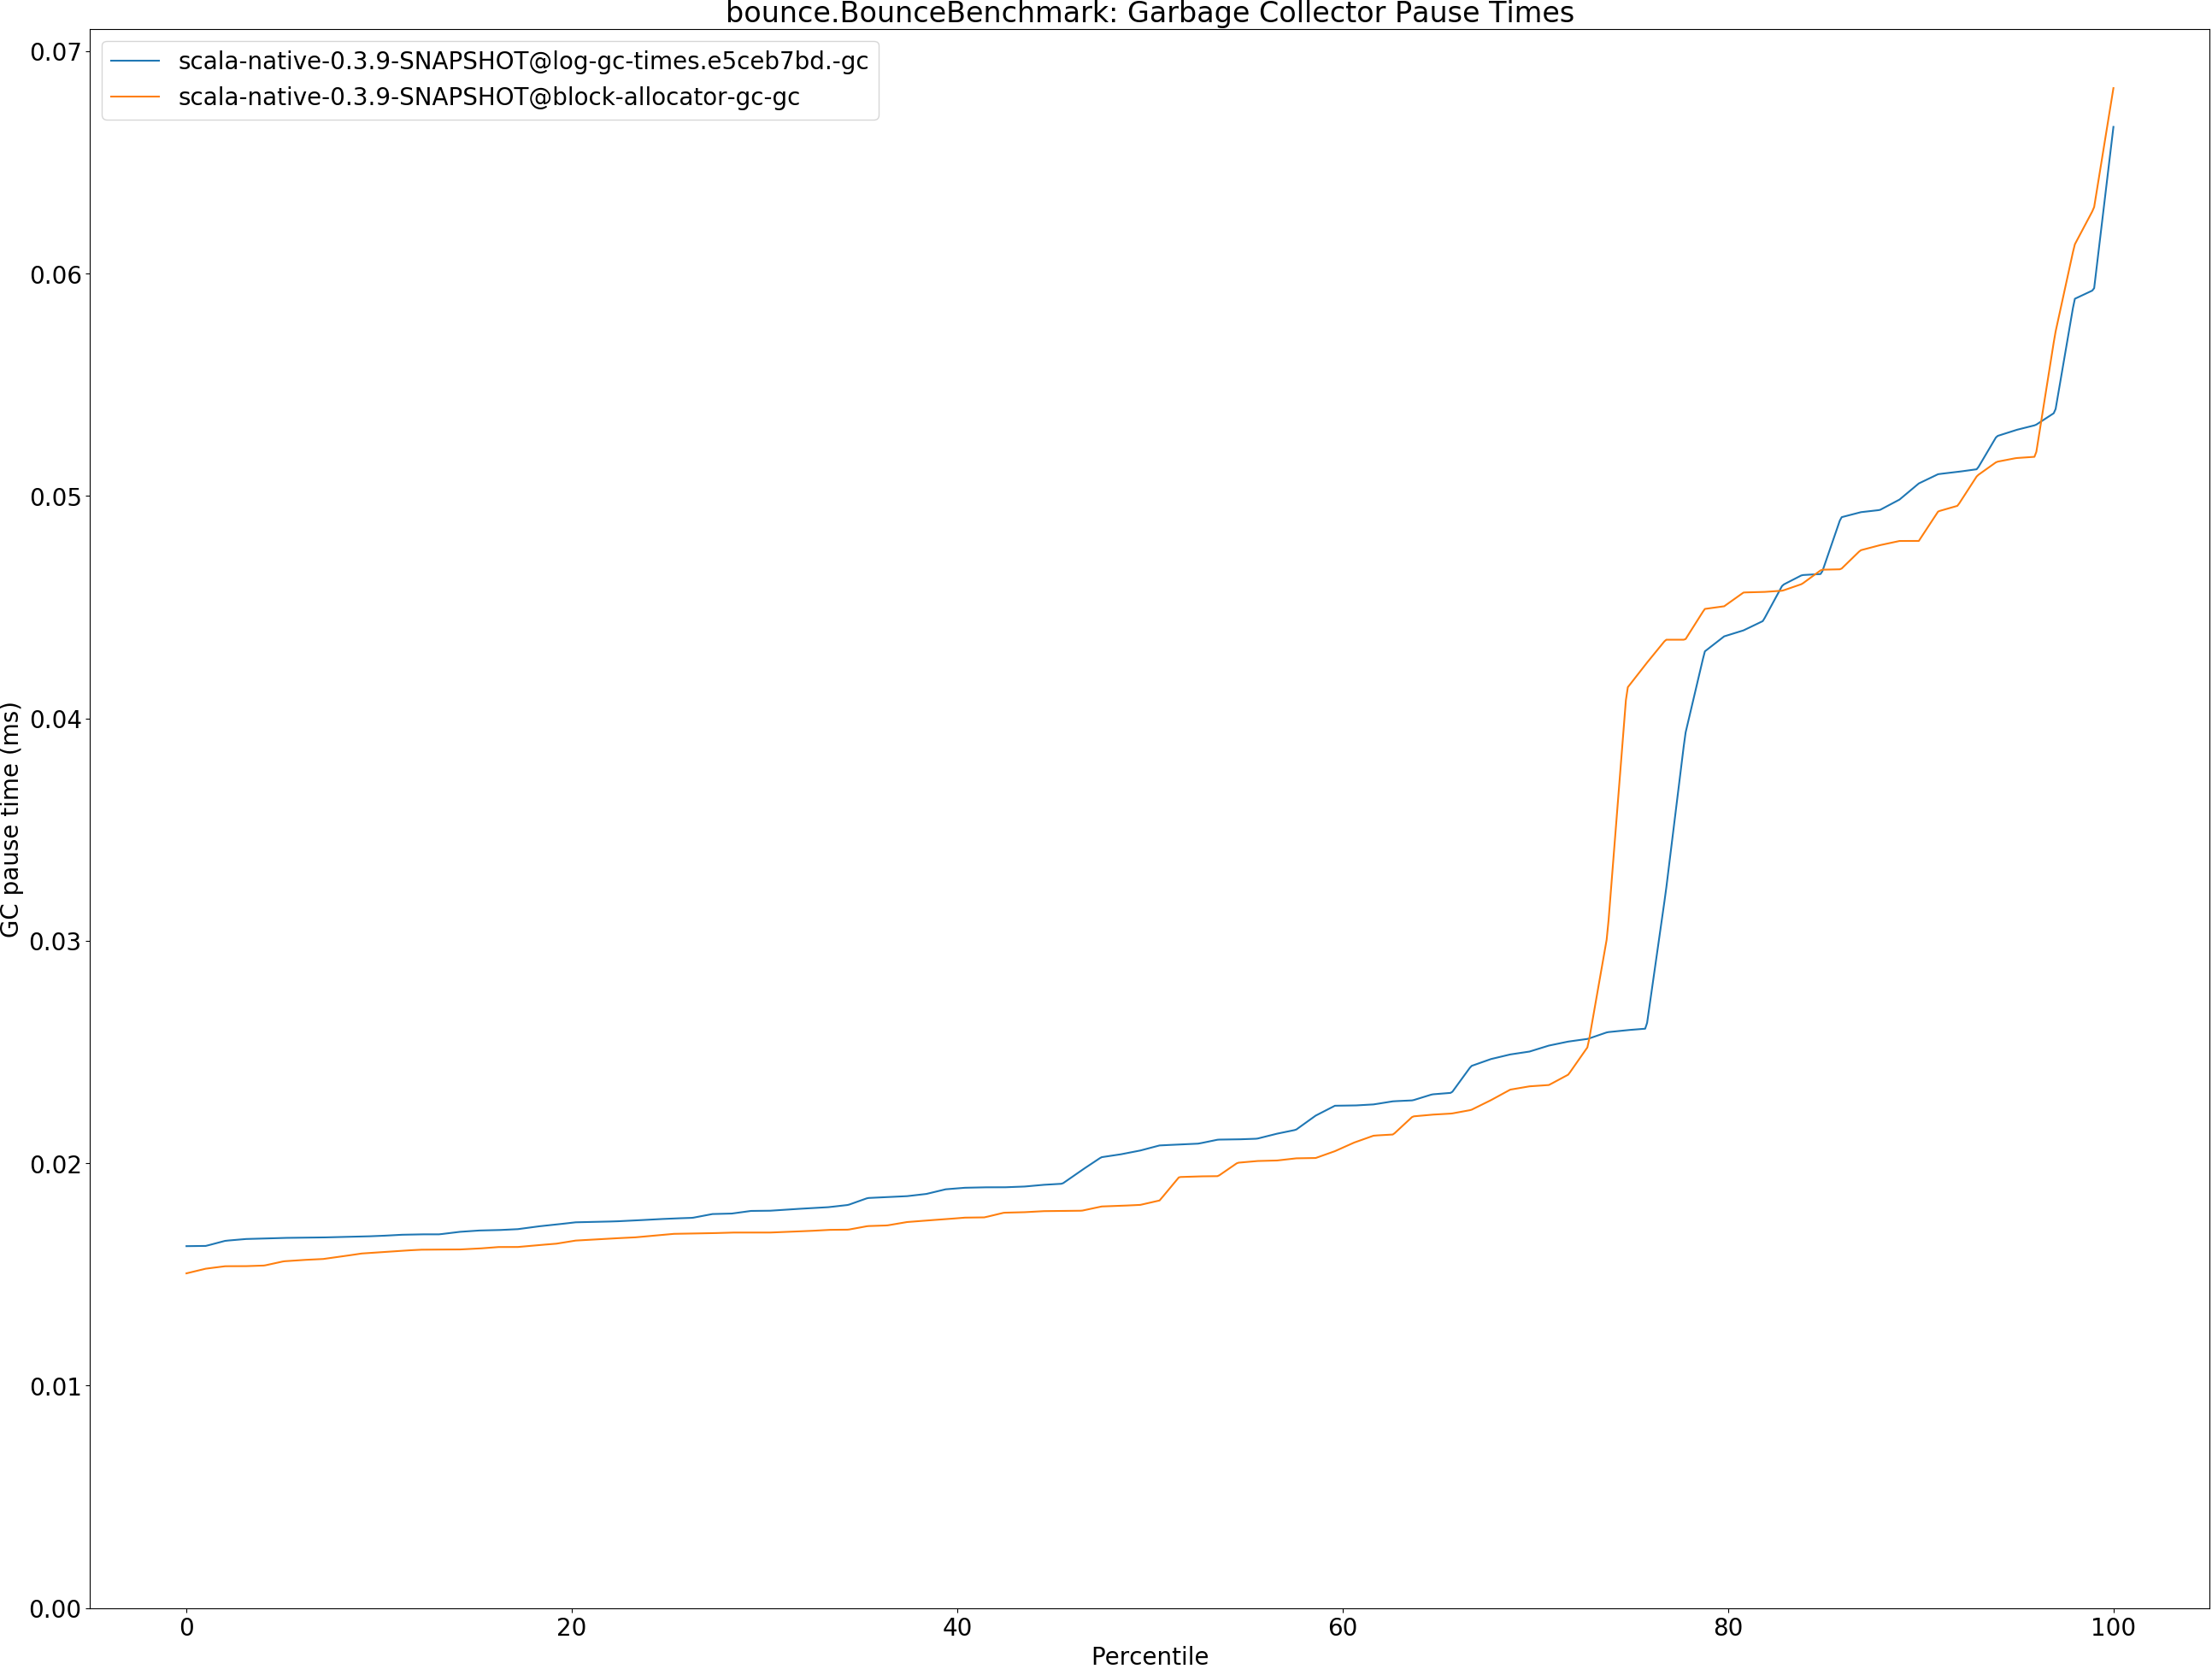 bounce.BounceBenchmark: Garbage Collector Pause Times
scala-native-0.3.9-SNAPSHOT@log-gc-times.e5ceb7bd.-gc
scala-native-0.3.9-SNAPSHOT@block-allocator-gc-gc
GC pause time (ms)
0.07
0.06
0.05
0.04
0.03
0.02
0.01
0.00
0 20 40 60 80 100
Percentile